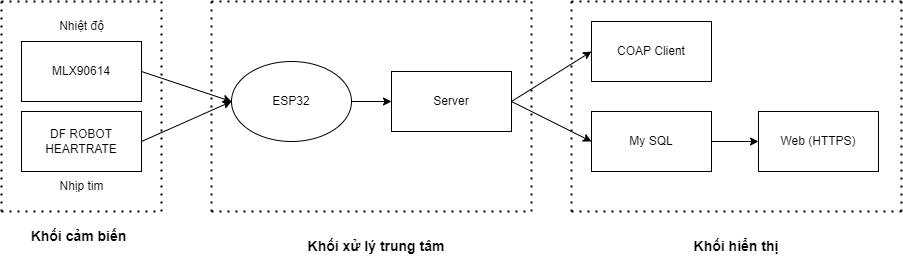 Nhiệt độ
MLX90614
DF ROBOT
HEARTRATE
Nhịp tim
Khối cảm biến
ESP32
Server
Khối xử lý trung tâm
COAP Client
My SQL
Web (HTTPS)
Khối hiển thị